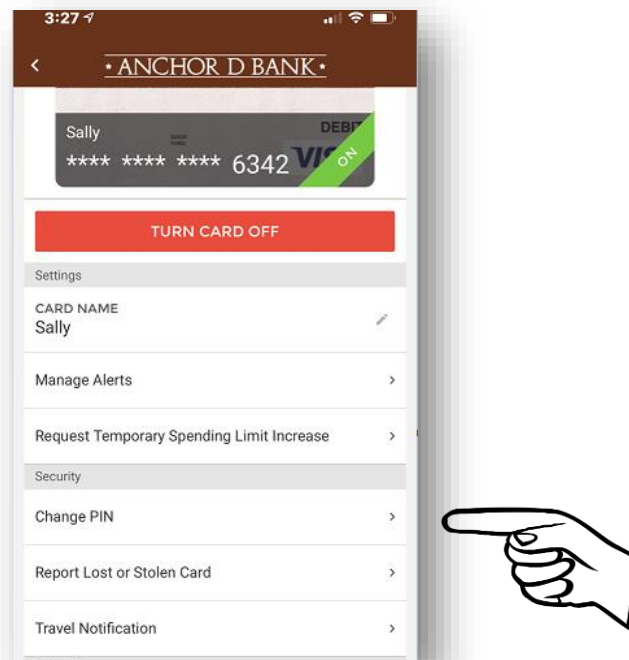 3:27
* ANCHOR D BANK *
Sally
DEBIT
**** **** **** 6342 VISA
ON
TURN CARD OFF
Settings
CARD NAME
Sally
Manage Alerts
Request Temporary Spending Limit Increase
Security
Change PIN
Report Lost or Stolen Card
Travel Notification